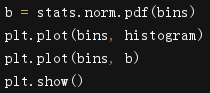 b = stats.norm.pdf(bins)
plt.plot(bins, histogram)
plt.plot(bins, b)
plt.show()